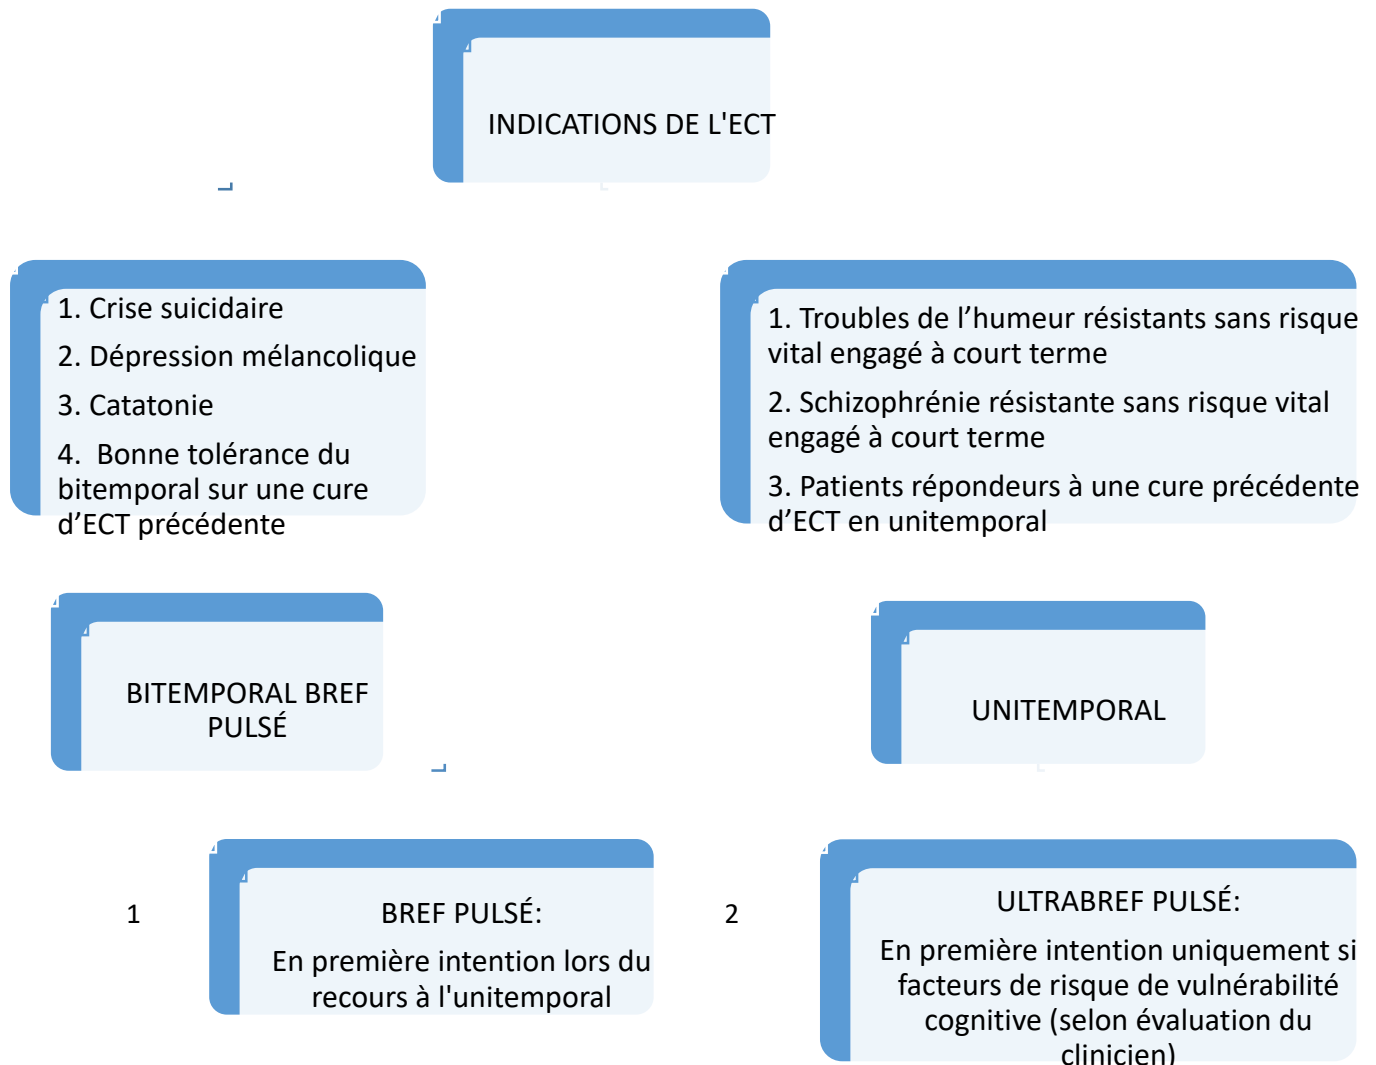 INDICATIONS DE L'ECT
1. Crise suicidaire
2. Dépression mélancolique
3. Catatonie
4. Bonne tolérance du
bitemporal sur une cure
d’ECT précédente
1. Troubles de l’humeur résistants sans risque
vital engagé à court terme
2. Schizophrénie résistante sans risque vital
engagé à court terme
3. Patients répondeurs à une cure précédente
d’ECT en unitemporal
BITEMPORAL BREF
PULSÉ
UNITEMPORAL
1
BREF PULSÉ:
En première intention lors du
recours à l'unitemporal
2
ULTRABREF PULSÉ:
En première intention uniquement si
facteurs de risque de vulnérabilité
cognitive (selon évaluation du
clinicien)